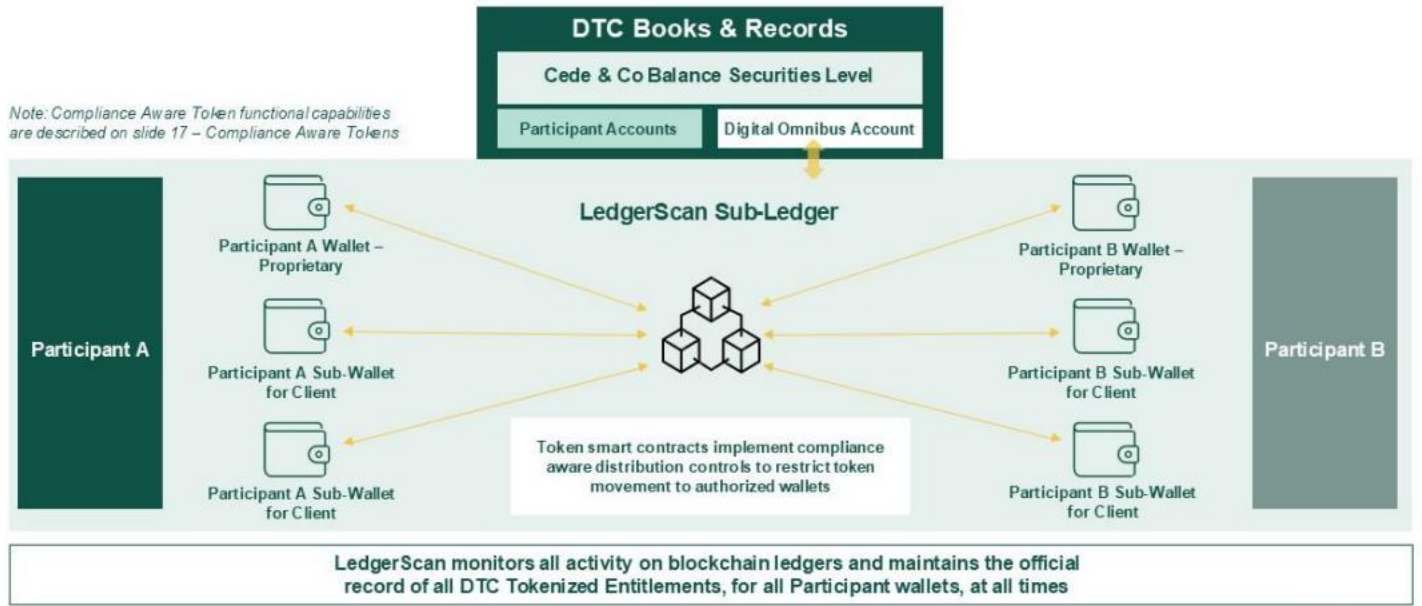 DTC Books & Records
Cede & Co Balance Securities Level
Participant Accounts
Digital Omnibus Account
Note: Compliance Aware Token functional capabilities
are described on slide 17 – Compliance Aware Tokens
LedgerScan Sub-Ledger
Participant A
Participant A Wallet –
Proprietary
Participant A Sub-Wallet
for Client
Participant A Sub-Wallet
for Client
Token smart contracts implement compliance
aware distribution controls to restrict token
movement to authorized wallets
Participant B Wallet –
Proprietary
Participant B Sub-Wallet
for Client
Participant B Sub-Wallet
for Client
Participant B
LedgerScan monitors all activity on blockchain ledgers and maintains the official
record of all DTC Tokenized Entitlements, for all Participant wallets, at all times